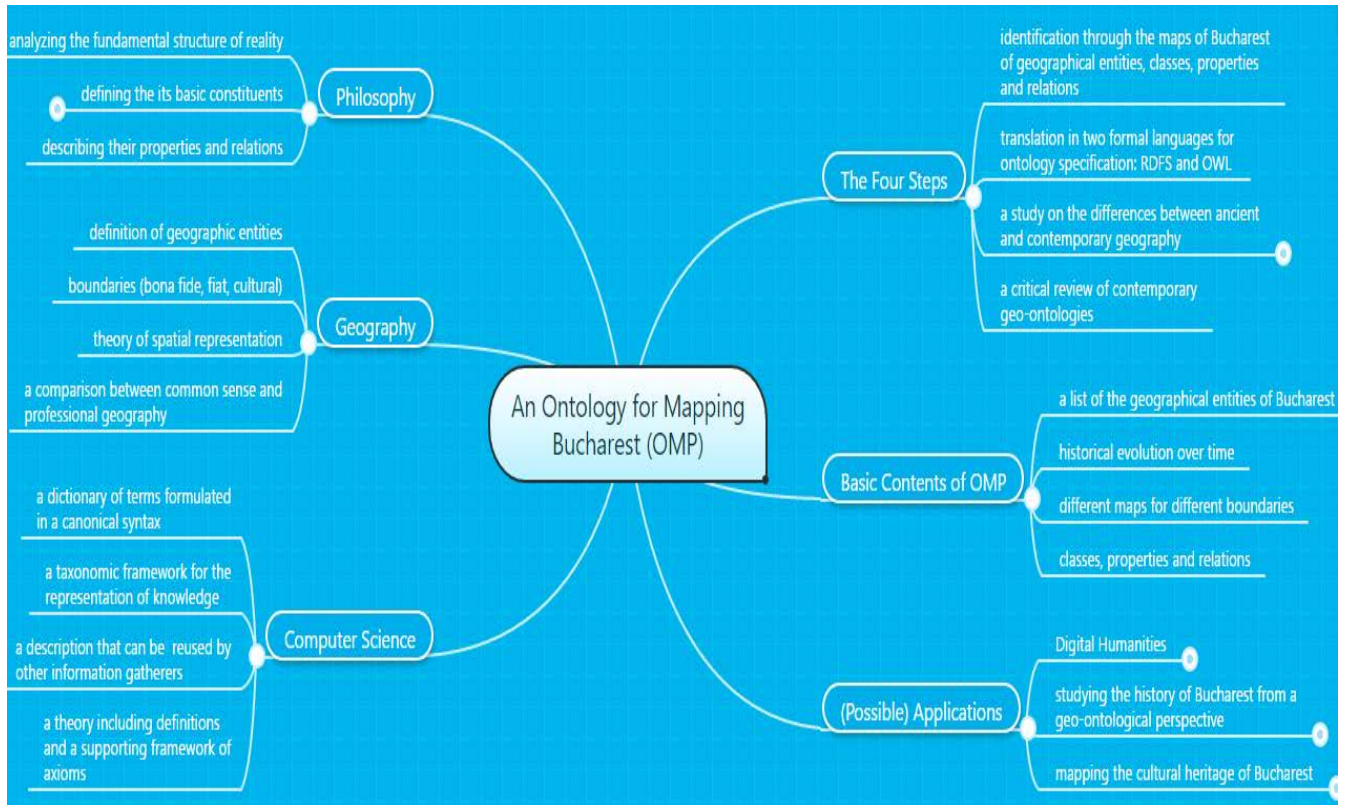 An Ontology for Mapping
Bucharest (OMP)
Philosophy
analyzing the fundamental structure of reality
defining the its basic constituents
describing their properties and relations
Geography
definition of geographic entities
boundaries (bona fide, fiat, cultural)
theory of spatial representation
a comparison between common sense and
professional geography
Computer Science
a dictionary of terms formulated
in a canonical syntax
a taxonomic framework for the
representation of knowledge
a description that can be reused by
other information gatherers
a theory including definitions
and a supporting framework of
axioms
The Four Steps
identification through the maps of Bucharest
of geographical entities, classes, properties
and relations
translation in two formal languages for
ontology specification: RDFS and OWL
a study on the differences between ancient
and contemporary geography
a critical review of contemporary
geo-ontologies
Basic Contents of OMP
a list of the geographical entities of Bucharest
historical evolution over time
different maps for different boundaries
classes, properties and relations
(Possible) Applications
Digital Humanities
studying the history of Bucharest from a
geo-ontological perspective
mapping the cultural heritage of Bucharest